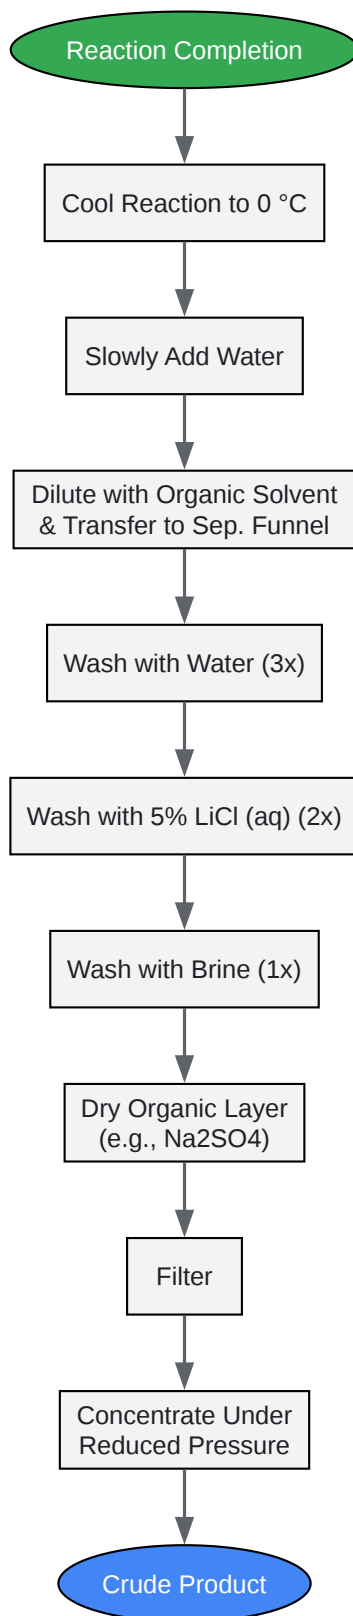 Reaction Completion
Cool Reaction to 0 °C
Slowly Add Water
Dilute with Organic Solvent
& Transfer to Sep. Funnel
Wash with Water (3x)
Wash with 5% LiCl (aq) (2x)
Wash with Brine (1x)
Dry Organic Layer
(e.g., Na2SO4)
Filter
Concentrate Under
Reduced Pressure
Crude Product